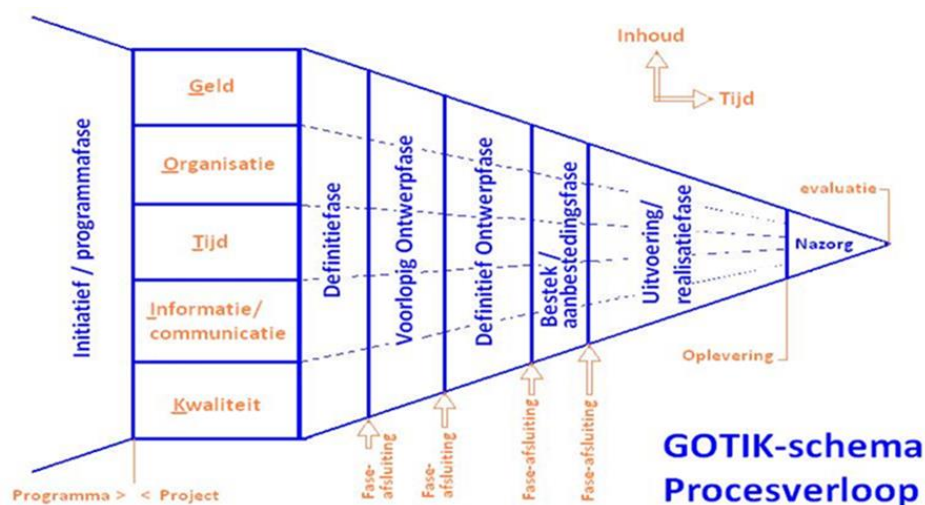 Inhoud
Tijd
Initiatief / programmafase
Geld
Organisatie
Tijd
Informatie/
communicatie
Kwaliteit
Definitiefase
Voorlopig Ontwerpfase
Definitief Ontwerpfase
Bestek/
aanbestedingsfase
Uitvoering/
realisatiefase
evaluatie
Nazorg
Oplevering
Programma > < Project
Fase-
afsluiting
Fase-
afsluiting
Fase-afsluiting
Fase-afsluiting
GOTIK-schema
Procesverloop